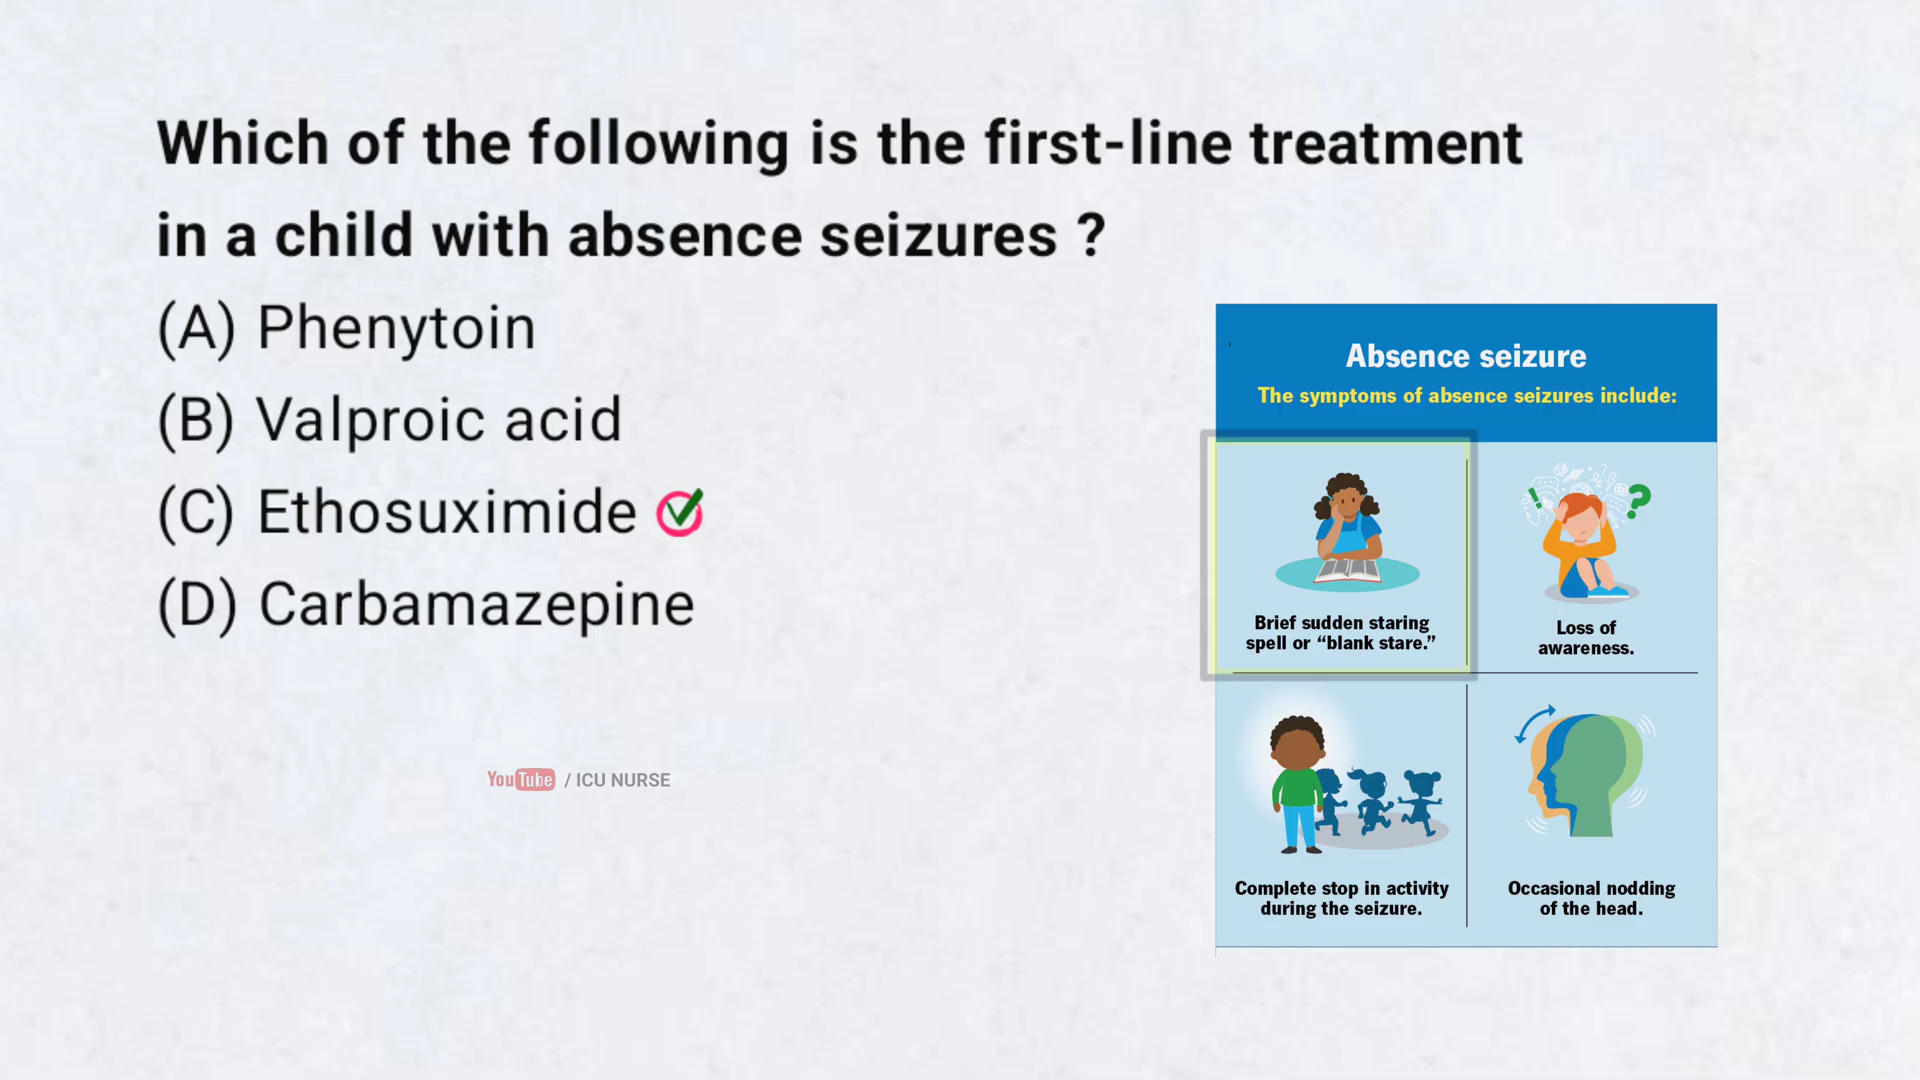 Which of the following is the first-line treatment
in a child with absence seizures ?
(A) Phenytoin
(B) Valproic acid
(C) Ethosuximide
(D) Carbamazepine
YouTube / ICU NURSE
Absence seizure
The symptoms of absence seizures include:
Brief sudden staring
spell or “blank stare.”
! ?
Loss of
awareness.
Complete stop in activity
during the seizure.
Occasional nodding
of the head.